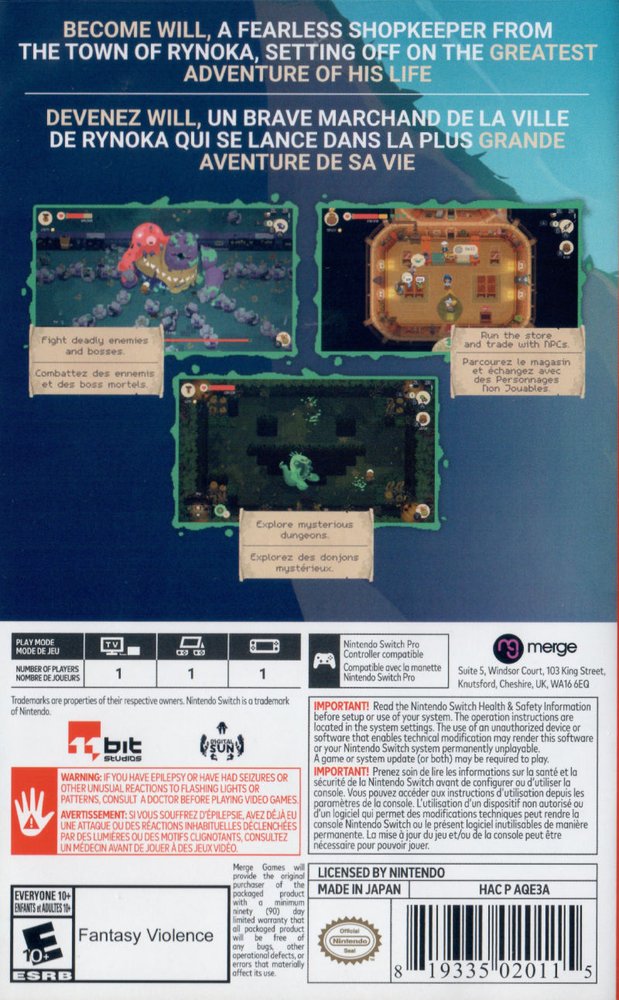 BECOME WILL, A FEARLESS SHOPKEEPER FROM
THE TOWN OF RYNOKA, SETTING OFF ON THE GREATEST
ADVENTURE OF HIS LIFE
DEVENEZ WILL, UN BRAVE MARCHAND DE LA VILLE
DE RYNOKA QUI SE LANCE DANS LA PLUS GRANDE
AVENTURE DE SA VIE
Fight deadly enemies
and bosses.
Combattez des ennemis
et des boss mortels.
Run the store
and trade with NPCs.
Parcourez le magasin
et échangez avec
des Personnages
Non Jouables.
Explore mysterious
dungeons.
Explorez des donjons
mystérieux.
PLAY MODE
MODE DE JEU
TV
NUMBER OF PLAYERS
NOMBRE DE JOUEURS
1
1
1
Nintendo Switch Pro
Controller compatible
Compatible avec la manette
Nintendo Switch Pro
mg merge
Suite 5, Windsor Court, 103 King Street,
Knutsford, Cheshire, UK, WA16 6EQ
Trademarks are properties of their respective owners. Nintendo Switch is a trademark
of Nintendo.
11 bit
STUDIOS
DIGITAL
SUN
WARNING: IF YOU HAVE EPILEPSY OR HAVE HAD SEIZURES OR
OTHER UNUSUAL REACTIONS TO FLASHING LIGHTS OR
PATTERNS, CONSULT A DOCTOR BEFORE PLAYING VIDEO GAMES.
AVERTISSEMENT: SI VOUS SOUFFREZ D'ÉPILEPSIE, AVEZ DÉJÀ EU
UNE ATTAQUE OU DES RÉACTIONS INHABITUELLES DÉCLENCHÉES
PAR DES LUMIÈRES OU DES MOTIFS CLIGNOTANTS, CONSULTEZ
UN MÉDECIN AVANT DE JOUER À DES JEUX VIDÉO.
IMPORTANT! Read the Nintendo Switch Health & Safety Information
before setup or use of your system. The operation instructions are
located in the system settings. The use of an unauthorized device or
software that enables technical modification may render this software
or your Nintendo Switch system permanently unplayable.
A game or system update (or both) may be required to play.
IMPORTANT! Prenez soin de lire les informations sur la santé et la
sécurité de la Nintendo Switch avant de configurer ou d'utiliser la
console. Vous pouvez accéder aux instructions d'utilisation depuis les
paramètres de la console. L'utilisation d'un dispositif non autorisé ou
d'un logiciel qui permet des modifications techniques peut rendre la
console Nintendo Switch ou le présent logiciel inutilisables de manière
permanente. La mise à jour du jeu et/ou de la console peut être
nécessaire pour pouvoir jouer.
EVERYONE 10+
ENFANTS et ADULTES 10+
E
10+
ESRB
Fantasy Violence
Merge Games will
provide the original
purchaser of the
packaged product
with a minimum
ninety (90) day
limited warranty that
all packaged product
will be free of
any bugs, other
operational defects, or
errors that materially
affect its use.
LICENSED BY NINTENDO
MADE IN JAPAN
HAC P AQE3A
Official
Nintendo
Seal
8 19335 02011 5